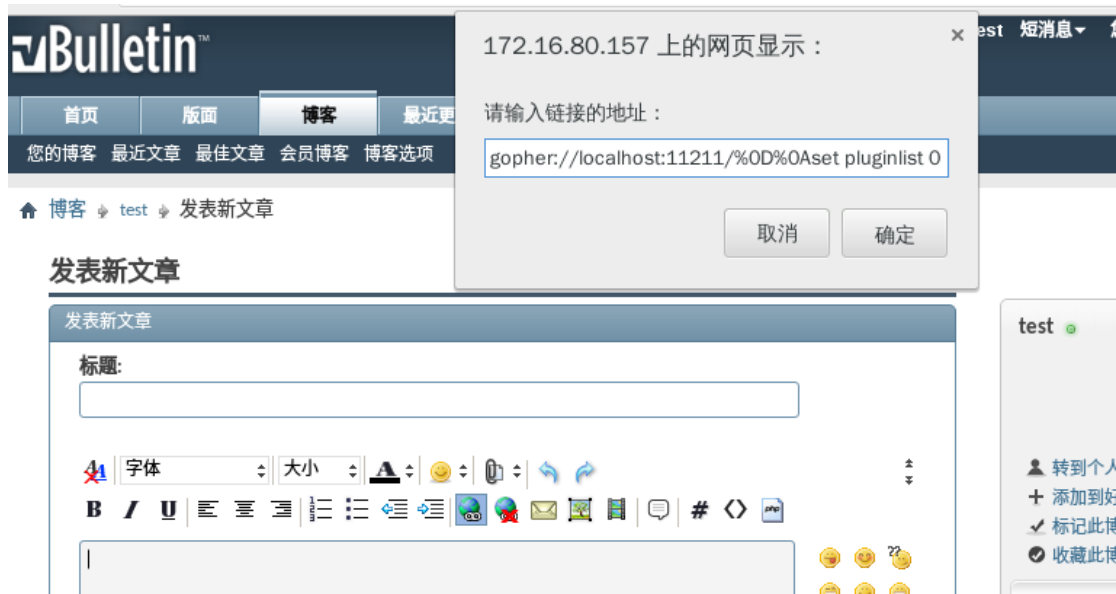 vBulletin™
est 短消息
首页 版面 博客 最近更
您的博客 最近文章 最佳文章 会员博客 博客选项
172.16.80.157 上的网页显示：
×
请输入链接的地址：
gopher://localhost:11211/%0D%0Aset pluginlist 0
取消 确定
博客 test 发表新文章
发表新文章
发表新文章
标题:
字体 大小 A
B I U # <> php
test
转到个人
添加到好
标记此博
收藏此博